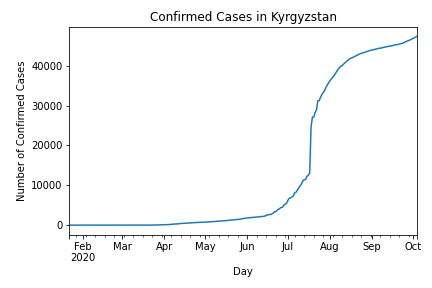 Confirmed Cases in Kyrgyzstan
Number of Confirmed Cases
40000
30000
20000
10000
0
Feb Mar Apr May Jun Jul Aug Sep Oct
2020
Day